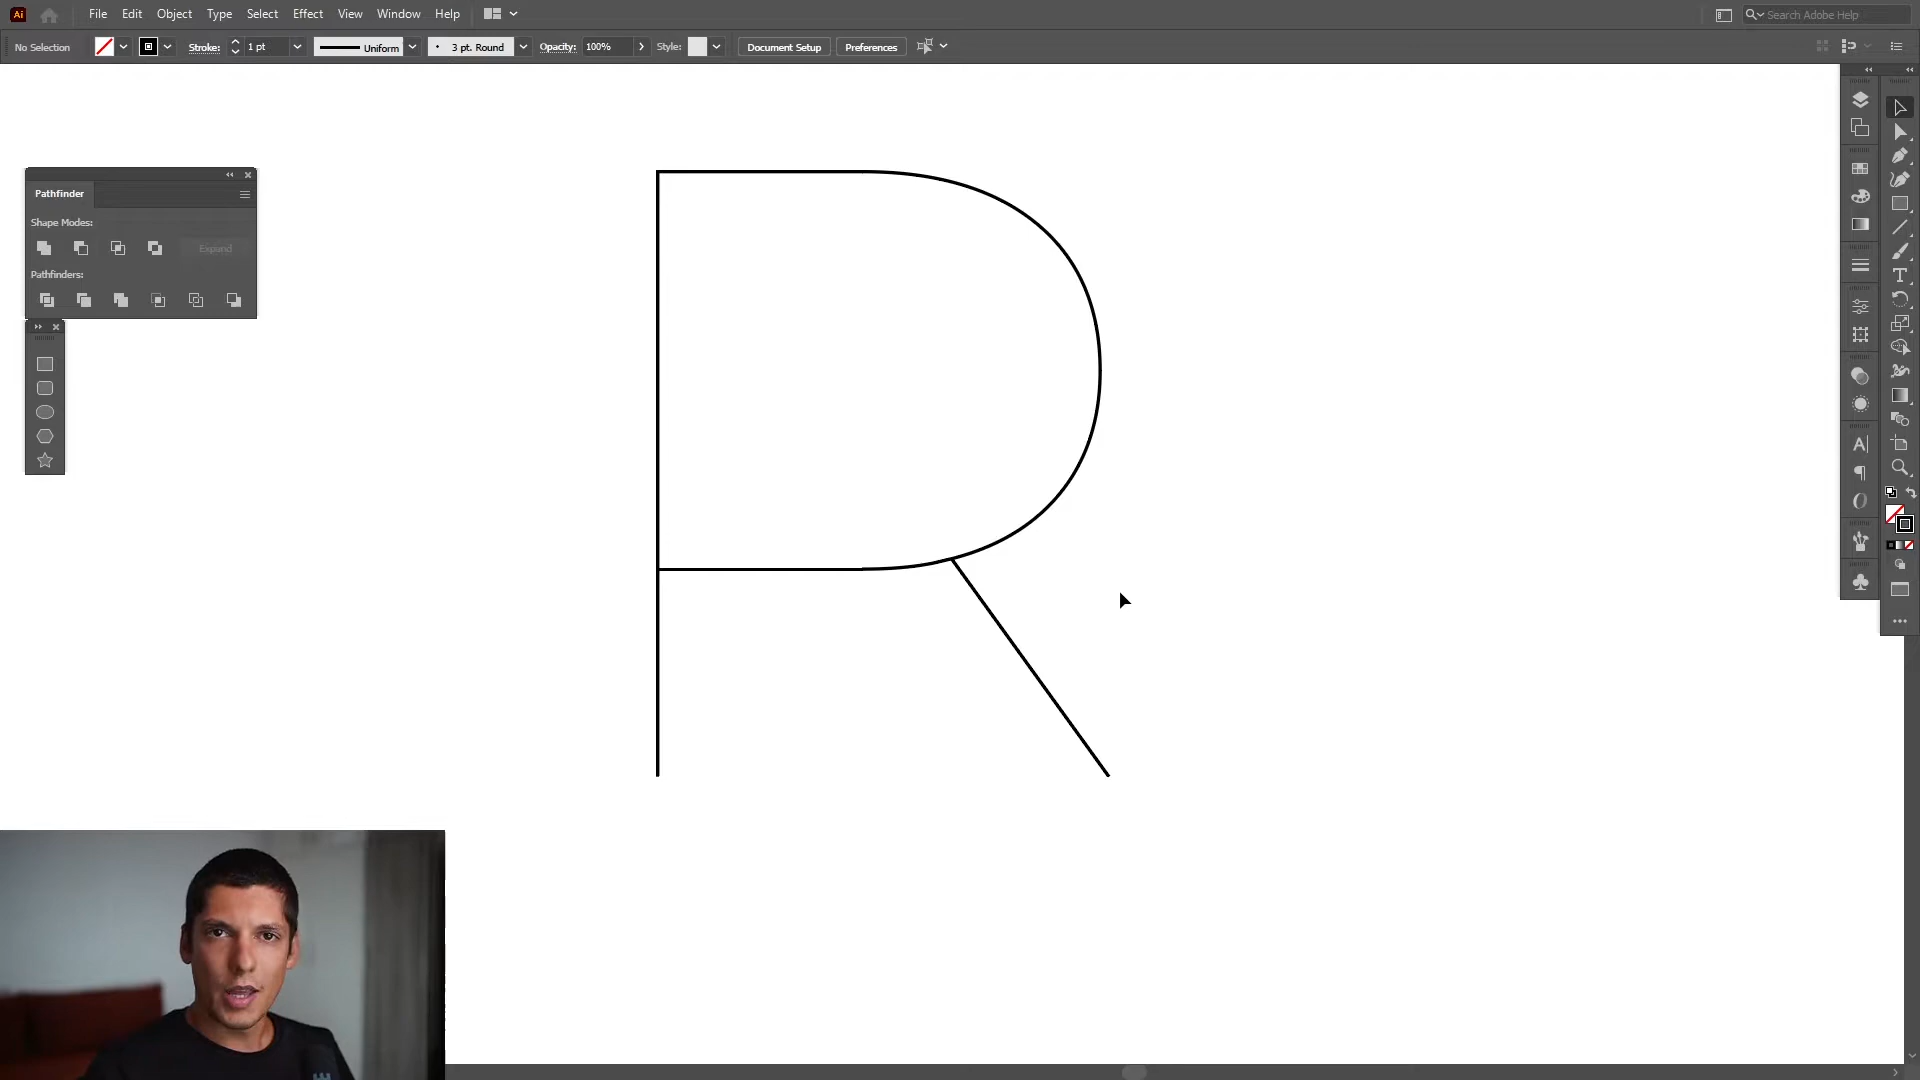 Ai File Edit Object Type Select Effect View Window Help Search Adobe Help
No Selection Stroke: 1 pt Uniform 3 pt. Round Opacity: 100% Style: Document Setup Preferences
Pathfinder
Shape Modes:
Expand
Pathfinders:
R